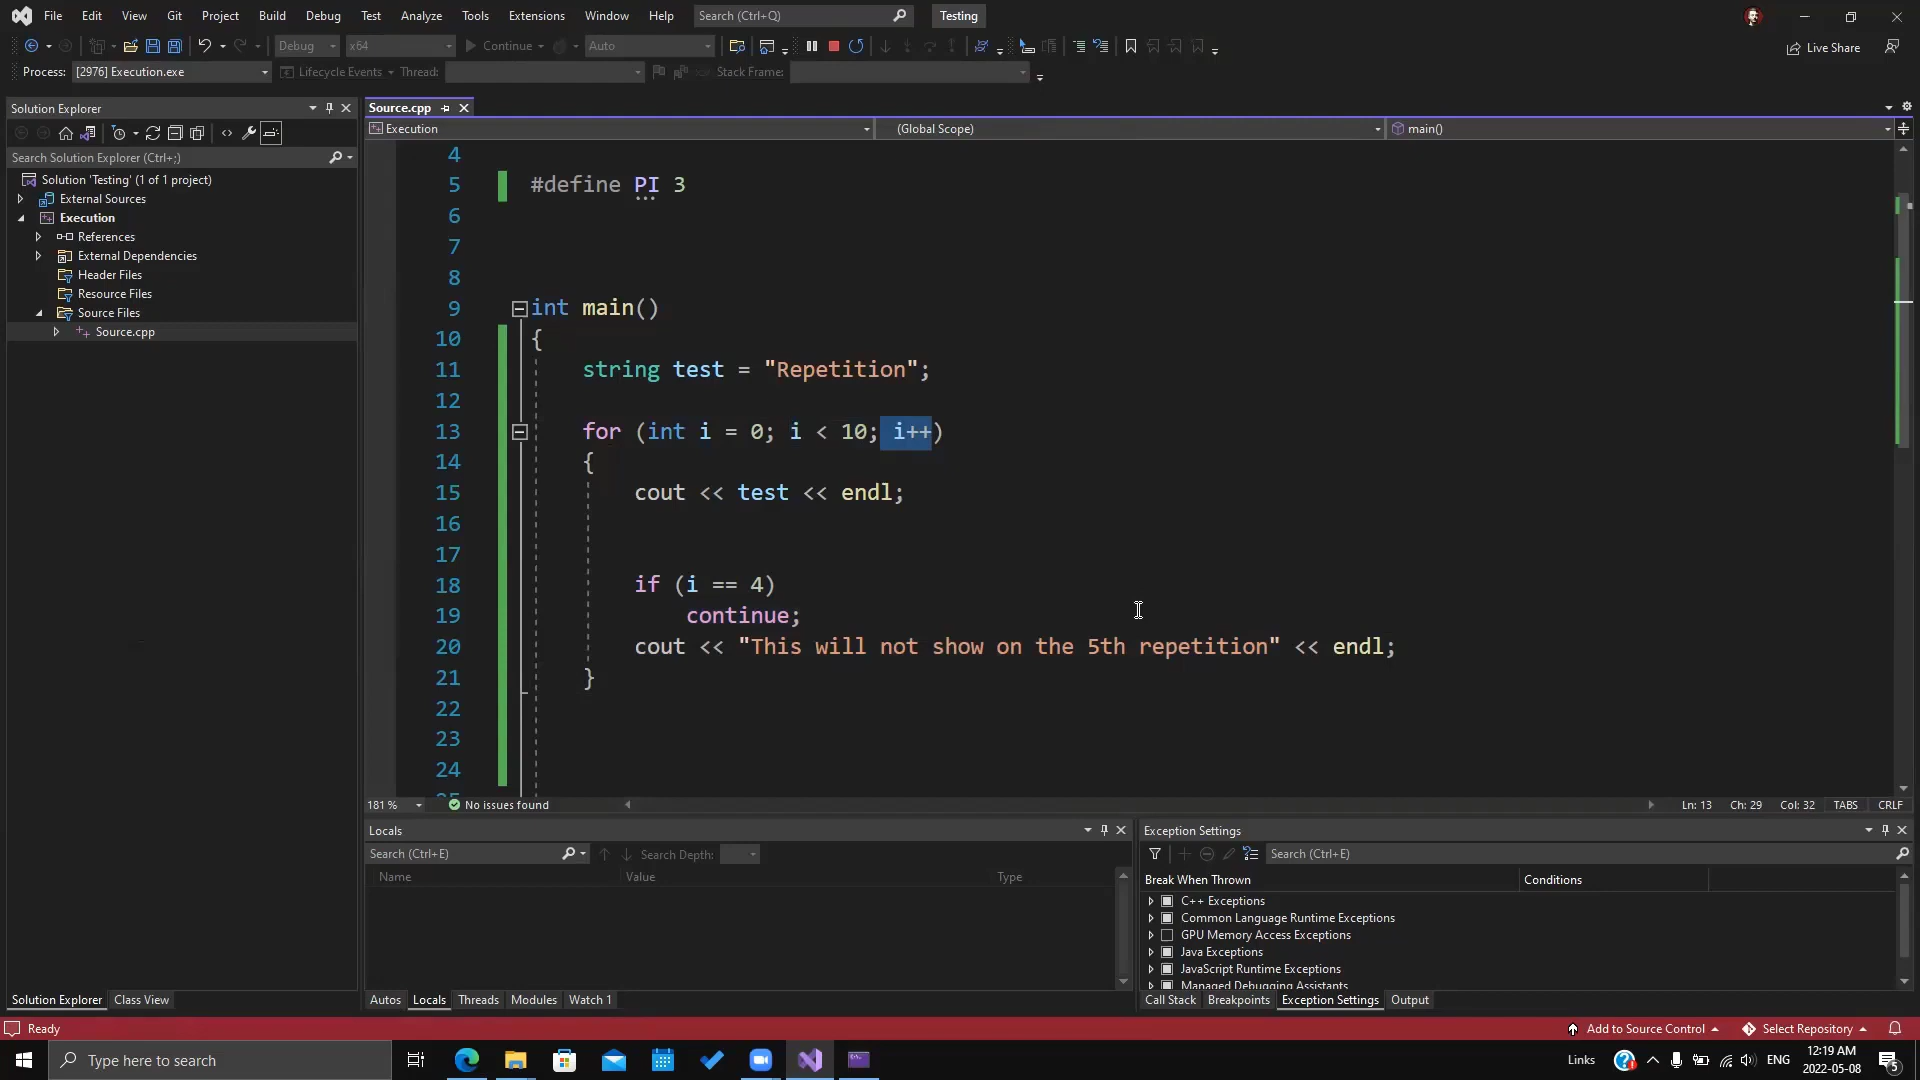 File Edit View Git Project Build Debug Test Analyze Tools Extensions Window Help Search (Ctrl+Q) Testing
Debug x64 Continue Auto Live Share
Process: [2976] Execution.exe Lifecycle Events Thread: Stack Frame:
Solution Explorer
Search Solution Explorer (Ctrl+;)
Solution 'Testing' (1 of 1 project)
External Sources
Execution
References
External Dependencies
Header Files
Resource Files
Source Files
Source.cpp
Solution Explorer Class View
Source.cpp
Execution (Global Scope) main()
4
5 #define PI 3
6
7
8
9 int main()
10 {
11 string test = "Repetition";
12
13 for (int i = 0; i < 10; i++)
14 {
15 cout << test << endl;
16
17
18 if (i == 4)
19 continue;
20 cout << "This will not show on the 5th repetition" << endl;
21 }
22
23
24
181 % No issues found Ln: 13 Ch: 29 Col: 32 TABS CRLF
Locals
Search (Ctrl+E) Search Depth:
Name Value Type
Autos Locals Threads Modules Watch 1
Exception Settings
Search (Ctrl+E)
Break When Thrown Conditions
C++ Exceptions
Common Language Runtime Exceptions
GPU Memory Access Exceptions
Java Exceptions
JavaScript Runtime Exceptions
Managed Debugging Assistants
Call Stack Breakpoints Exception Settings Output
Ready Add to Source Control Select Repository
Type here to search Links ENG 12:19 AM
2022-05-08 5